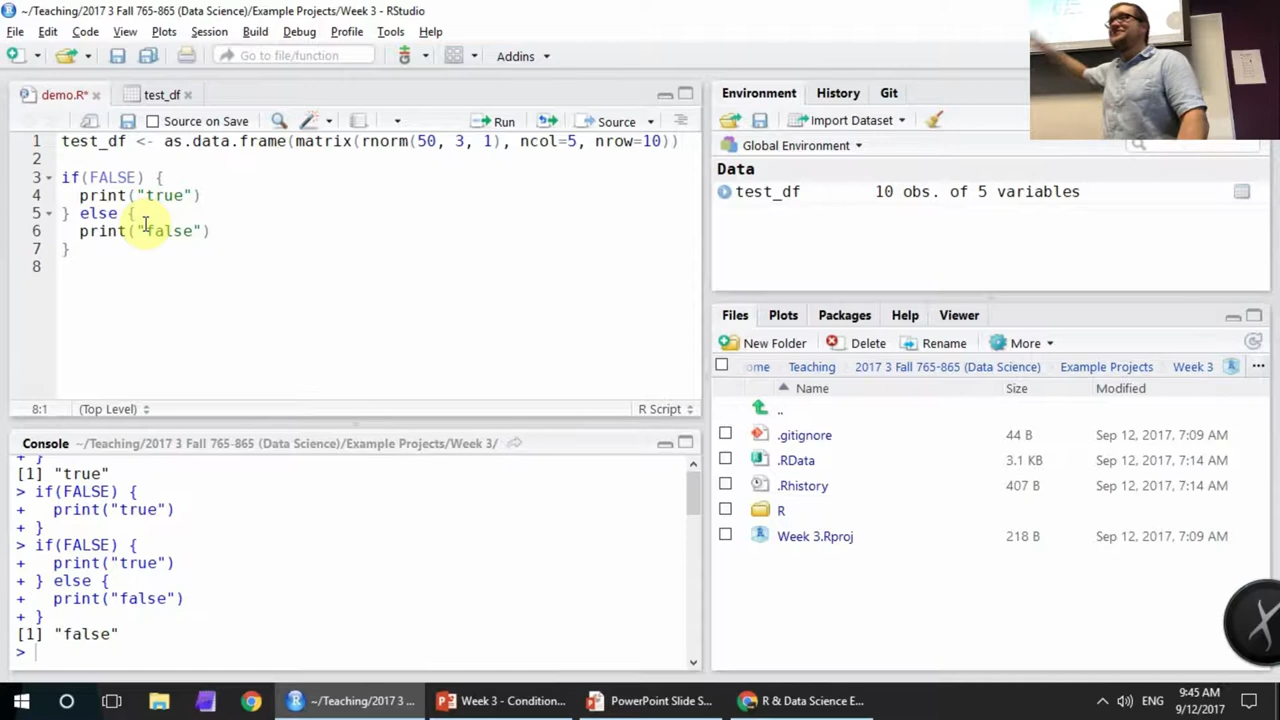 ~/Teaching/2017 3 Fall 765-865 (Data Science)/Example Projects/Week 3 - RStudio
File Edit Code View Plots Session Build Debug Profile Tools Help
Go to file/function Addins
demo.R* test_df
Source on Save Run Source
1 test_df <- as.data.frame(matrix(rnorm(50, 3, 1), ncol=5, nrow=10))
2
3 if(FALSE) {
4 print("true")
5 } else {
6 print("false")
7 }
8
8:1 (Top Level) R Script
Console ~/Teaching/2017 3 Fall 765-865 (Data Science)/Example Projects/Week 3/
+ }
[1] "true"
> if(FALSE) {
+ print("true")
+ }
> if(FALSE) {
+ print("true")
+ } else {
+ print("false")
+ }
[1] "false"
>
Environment History Git
Import Dataset
Global Environment
Data
test_df 10 obs. of 5 variables
Files Plots Packages Help Viewer
New Folder Delete Rename More
ome Teaching 2017 3 Fall 765-865 (Data Science) Example Projects Week 3
Name Size Modified
..
.gitignore 44 B Sep 12, 2017, 7:09 AM
.RData 3.1 KB Sep 12, 2017, 7:14 AM
.Rhistory 407 B Sep 12, 2017, 7:14 AM
R
Week 3.Rproj 218 B Sep 12, 2017, 7:09 AM
~/Teaching/2017 3 ... Week 3 - Condition... PowerPoint Slide S... R & Data Science E... ENG 9:45 AM
9/12/2017